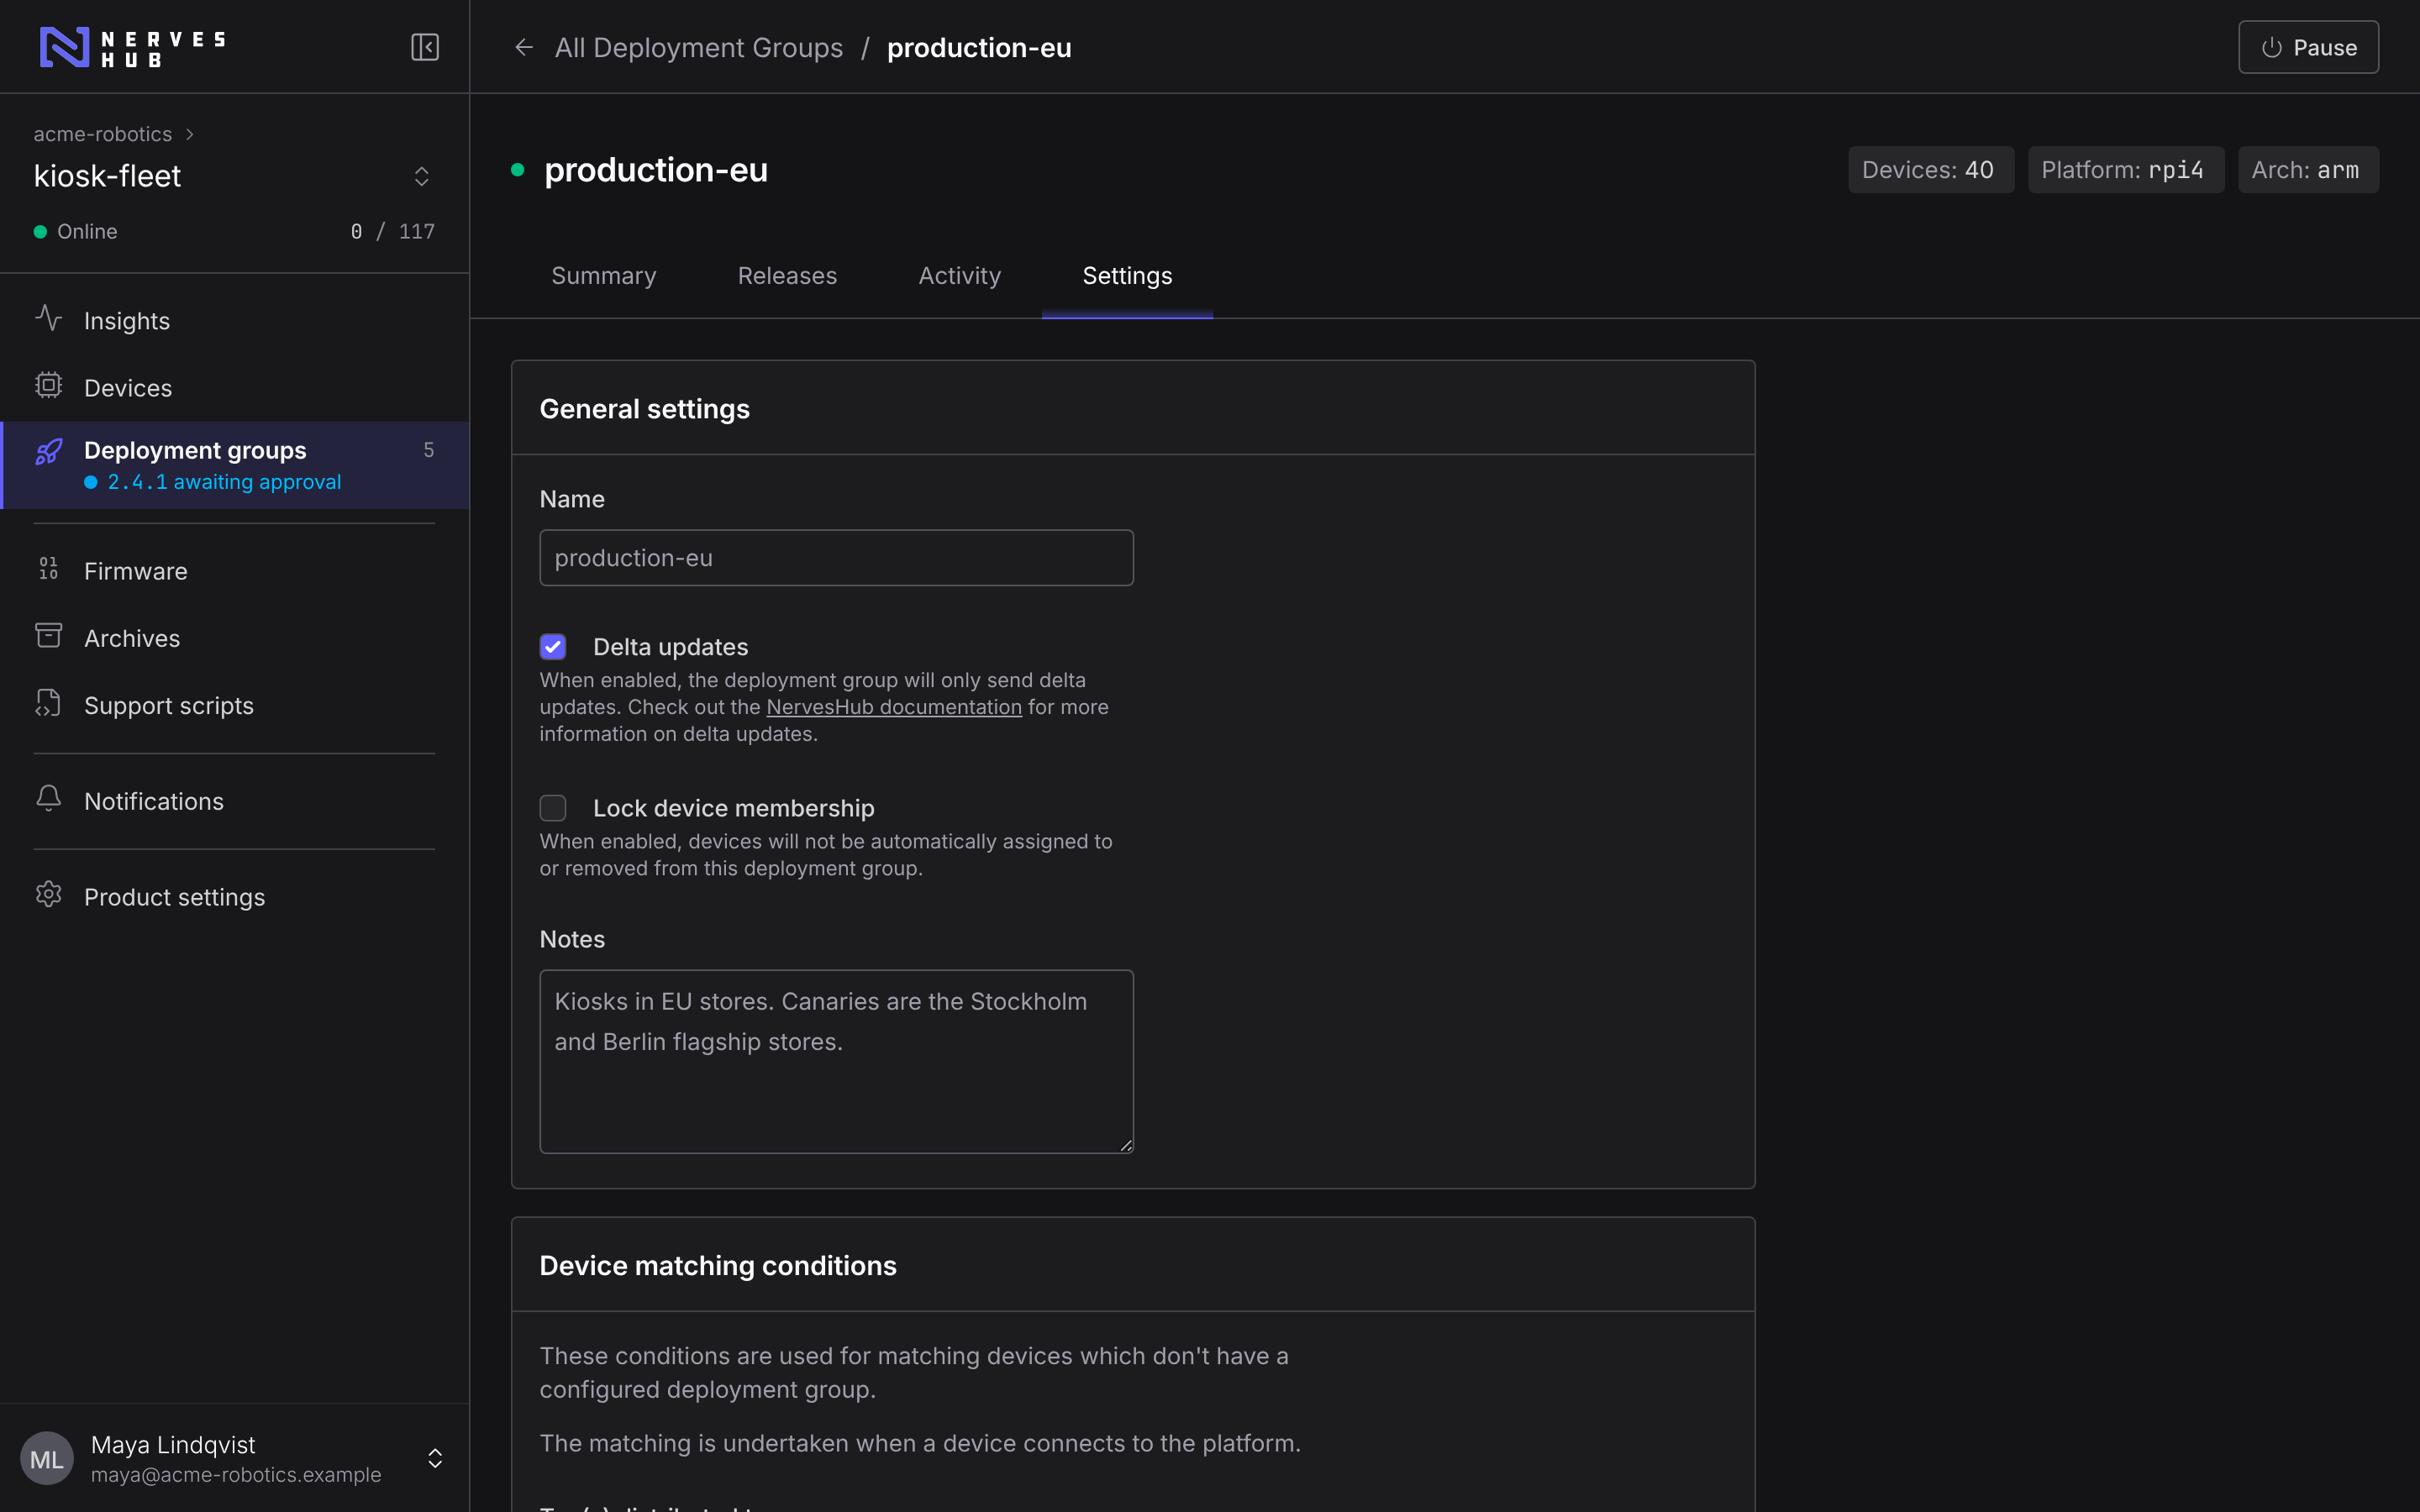 NERVES
HUB
acme-robotics
kiosk-fleet
Online
0 / 117
Insights
Devices
Deployment groups
5
2.4.1 awaiting approval
Firmware
Archives
Support scripts
Notifications
Product settings
ML
Maya Lindqvist
maya@acme-robotics.example
All Deployment Groups / production-eu
Pause
production-eu
Devices: 40
Platform: rpi4
Arch: arm
Summary
Releases
Activity
Settings
General settings
Name
production-eu
Delta updates
When enabled, the deployment group will only send delta
updates. Check out the NervesHub documentation for more
information on delta updates.
Lock device membership
When enabled, devices will not be automatically assigned to
or removed from this deployment group.
Notes
Kiosks in EU stores. Canaries are the Stockholm
and Berlin flagship stores.
Device matching conditions
These conditions are used for matching devices which don't have a
configured deployment group.
The matching is undertaken when a device connects to the platform.